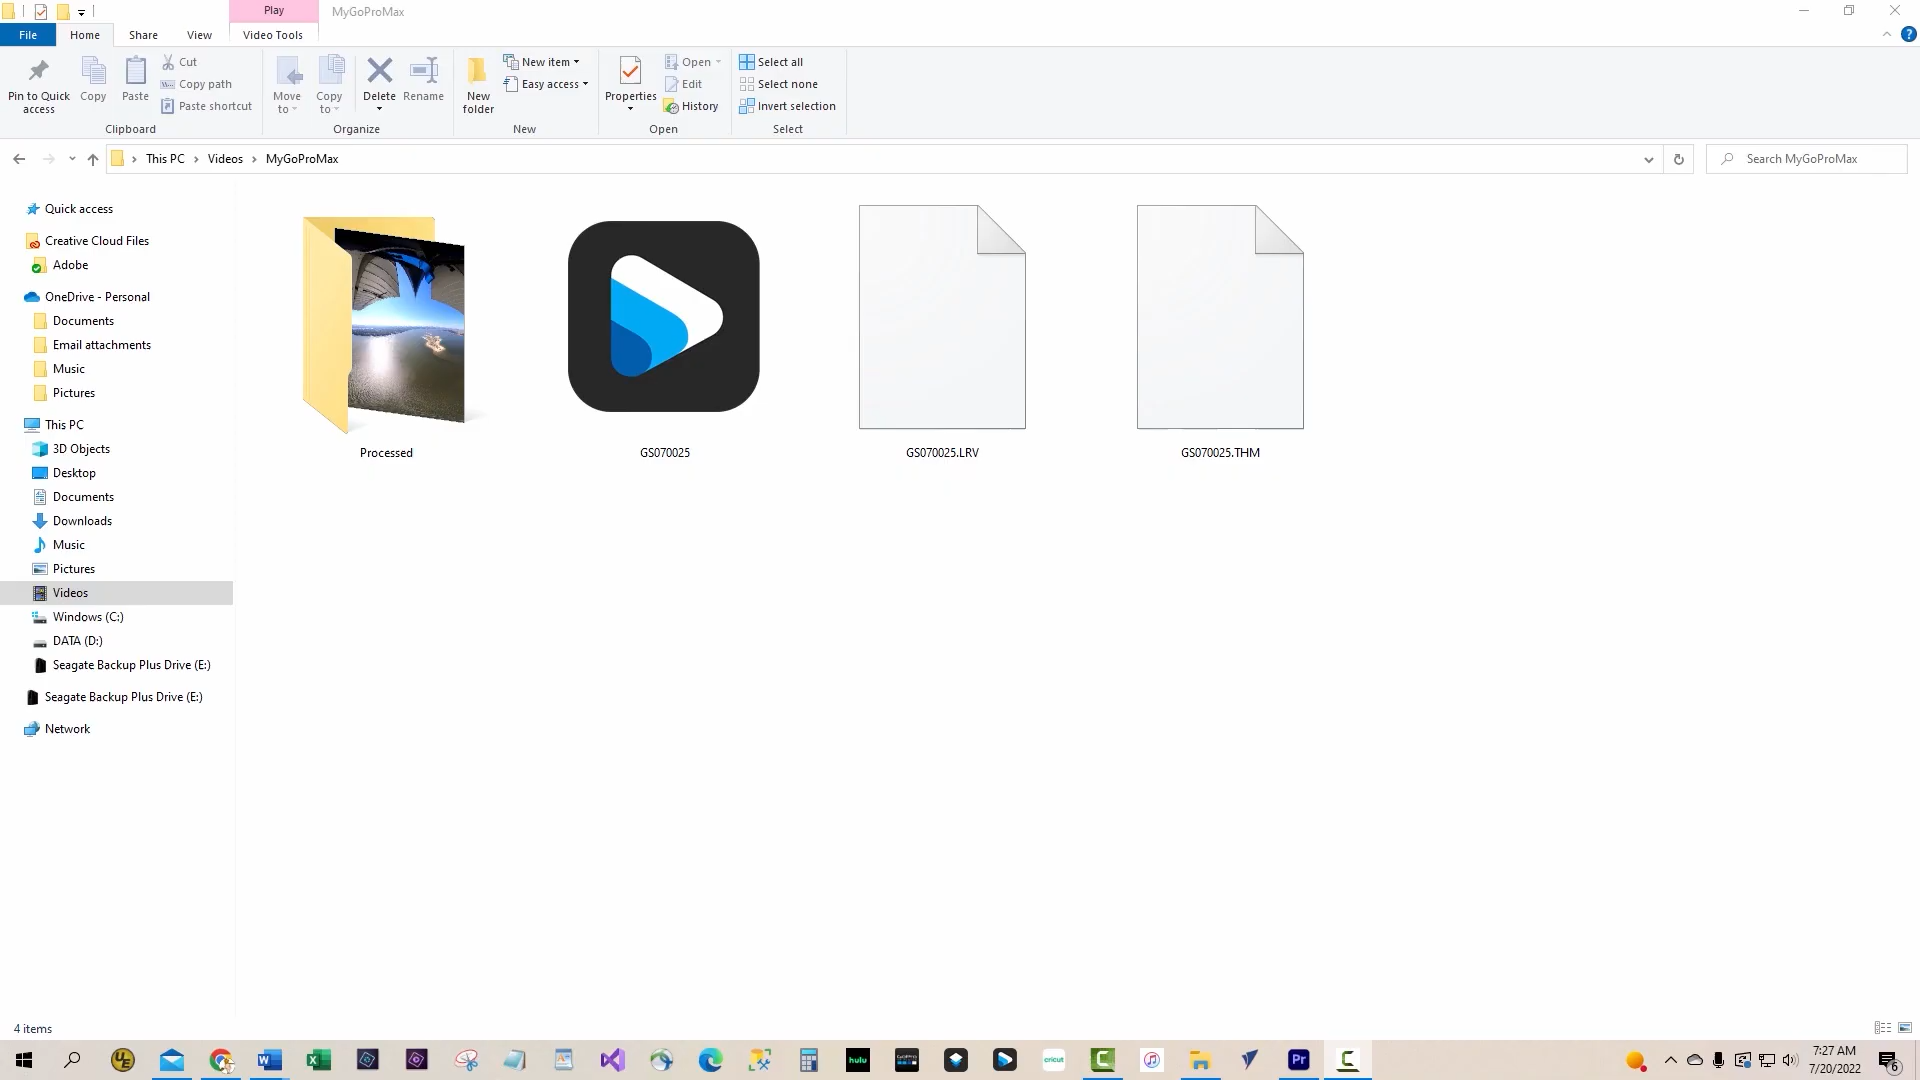 Play
MyGoProMax
File
Home
Share
View
Video Tools
Pin to Quick
access
Copy
Paste
Cut
Copy path
Paste shortcut
Clipboard
Move
to
Copy
to
Delete
Rename
Organize
New
folder
New item
Easy access
New
Properties
Open
Edit
History
Open
Select all
Select none
Invert selection
Select
This PC
Videos
MyGoProMax
Search MyGoProMax
Quick access
Creative Cloud Files
Adobe
OneDrive - Personal
Documents
Email attachments
Music
Pictures
This PC
3D Objects
Desktop
Documents
Downloads
Music
Pictures
Videos
Windows (C:)
DATA (D:)
Seagate Backup Plus Drive (E:)
Seagate Backup Plus Drive (E:)
Network
Processed
GS070025
GS070025.LRV
GS070025.THM
4 items
UE
hulu
GoPro
cricut
Pr
7:27 AM
7/20/2022
6